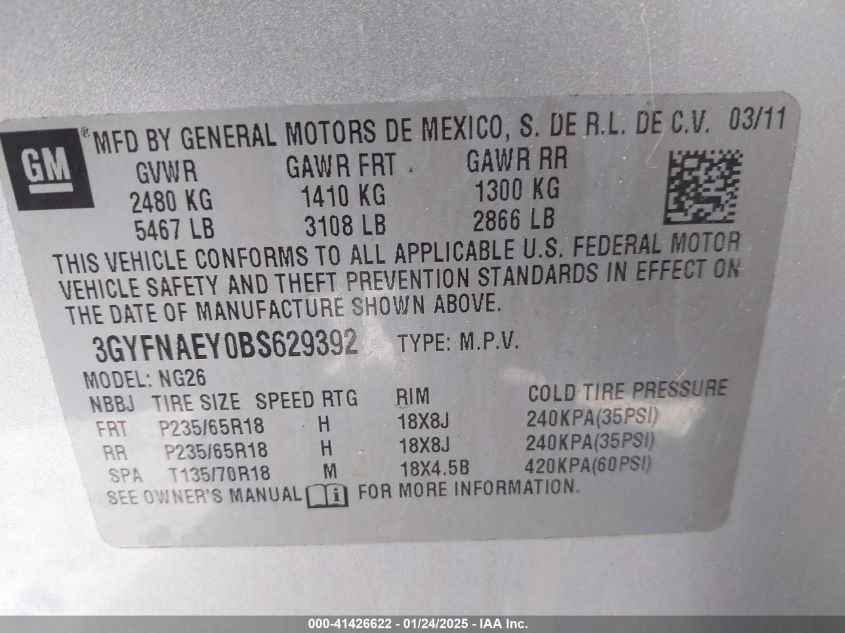 GM ® MFD BY GENERAL MOTORS DE MEXICO, S. DE R.L. DE C.V. 03/11
GVWR GAWR FRT GAWR RR
2480 KG 1410 KG 1300 KG
5467 LB 3108 LB 2866 LB
THIS VEHICLE CONFORMS TO ALL APPLICABLE U.S. FEDERAL MOTOR
VEHICLE SAFETY AND THEFT PREVENTION STANDARDS IN EFFECT ON
THE DATE OF MANUFACTURE SHOWN ABOVE.
3GYFNAEY0BS629392 TYPE: M.P.V.
MODEL: NG26
NBBJ TIRE SIZE SPEED RTG RIM COLD TIRE PRESSURE
FRT P235/65R18 H 18X8J 240KPA(35PSI)
RR P235/65R18 H 18X8J 240KPA(35PSI)
SPA T135/70R18 M 18X4.5B 420KPA(60PSI)
SEE OWNER'S MANUAL i FOR MORE INFORMATION.
000-41426622 - 01/24/2025 - IAA Inc.